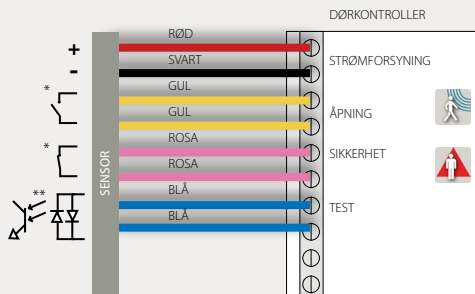 DØRKONTROLLER
RØD
+
SVART
STRØMFORSYNING
-
GUL
*
GUL
ÅPNING
ROSA
*
SIKKERHET
ROSA
SENSOR
BLÅ
**
TEST
BLÅ